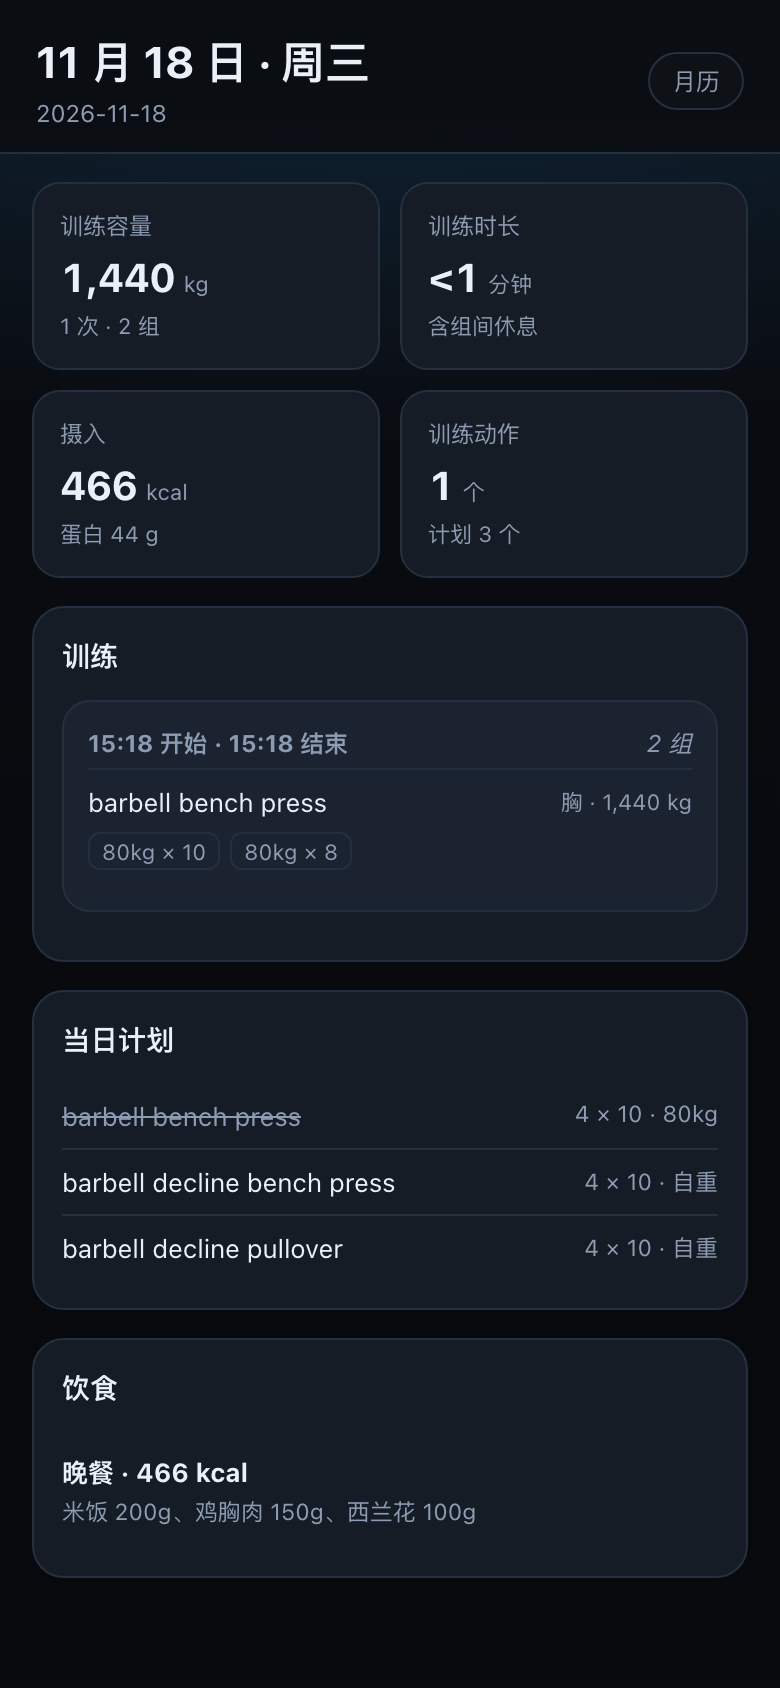 11 月 18 日 · 周三
2026-11-18
月历
训练容量
1,440 kg
1 次 · 2 组
训练时长
<1 分钟
含组间休息
摄入
466 kcal
蛋白 44 g
训练动作
1 个
计划 3 个
训练
15:18 开始 · 15:18 结束
2 组
barbell bench press
胸 · 1,440 kg
80kg × 10
80kg × 8
当日计划
barbell bench press
4 × 10 · 80kg
barbell decline bench press
4 × 10 · 自重
barbell decline pullover
4 × 10 · 自重
饮食
晚餐 · 466 kcal
米饭 200g、鸡胸肉 150g、西兰花 100g